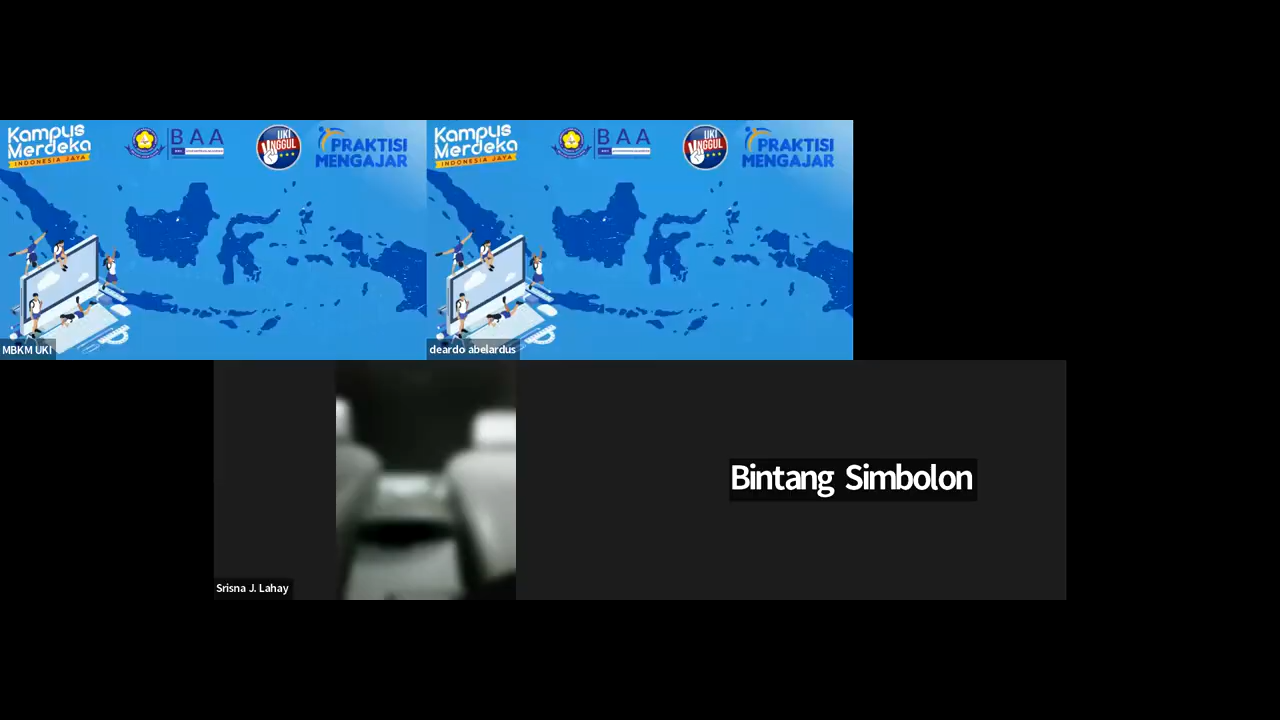 Kampus
Merdeka
INDONESIA JAYA
BAA
UKI
UNGGUL
PRAKTISI
MENGAJAR
MBKM UKI
Kampus
Merdeka
INDONESIA JAYA
BAA
UKI
UNGGUL
PRAKTISI
MENGAJAR
deardo abelardus
Srisna J. Lahay
Bintang Simbolon